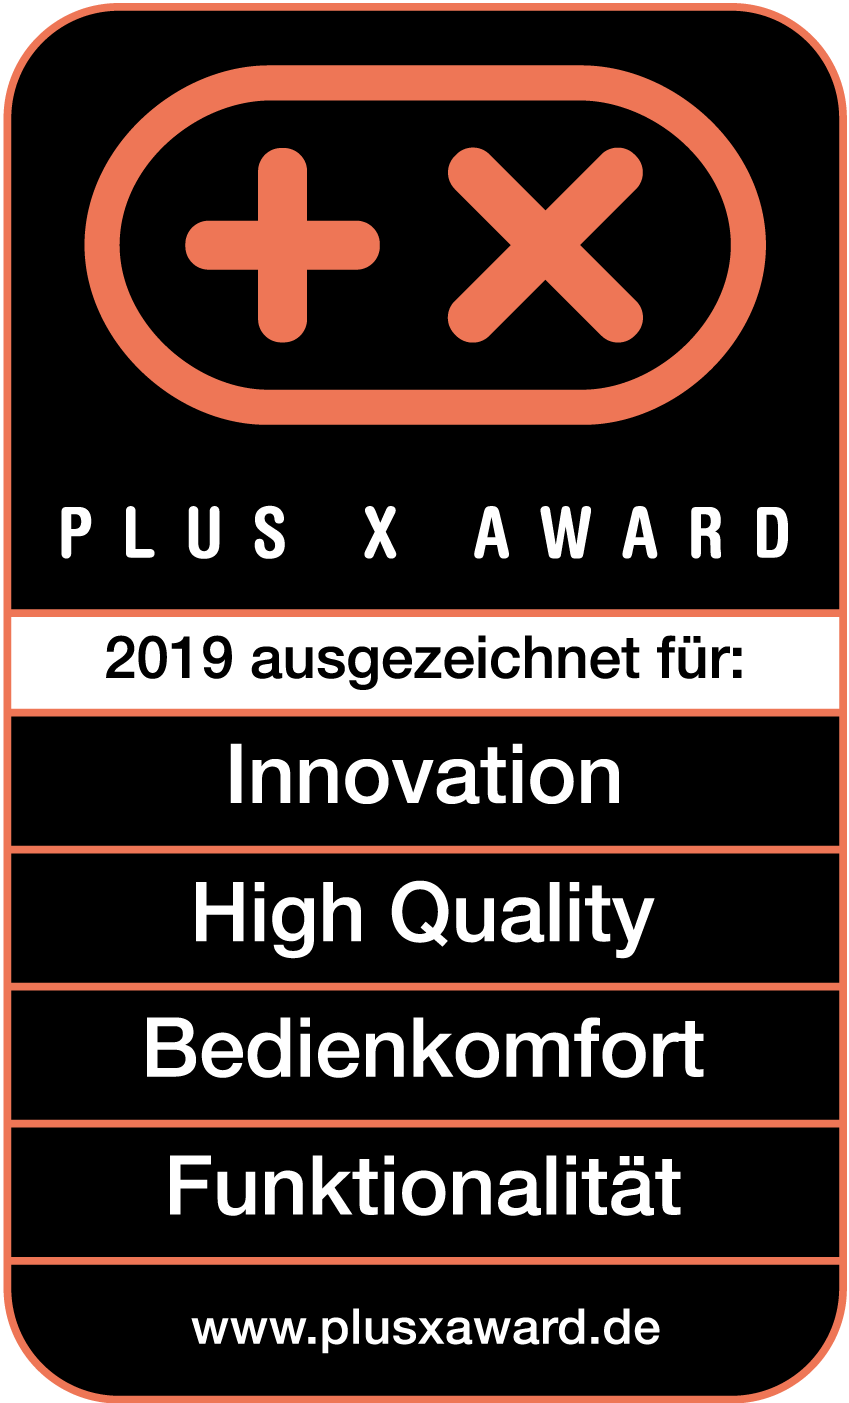 PLUS X AWARD
2019 ausgezeichnet für:
Innovation
High Quality
Bedienkomfort
Funktionalität
www.plusxaward.de